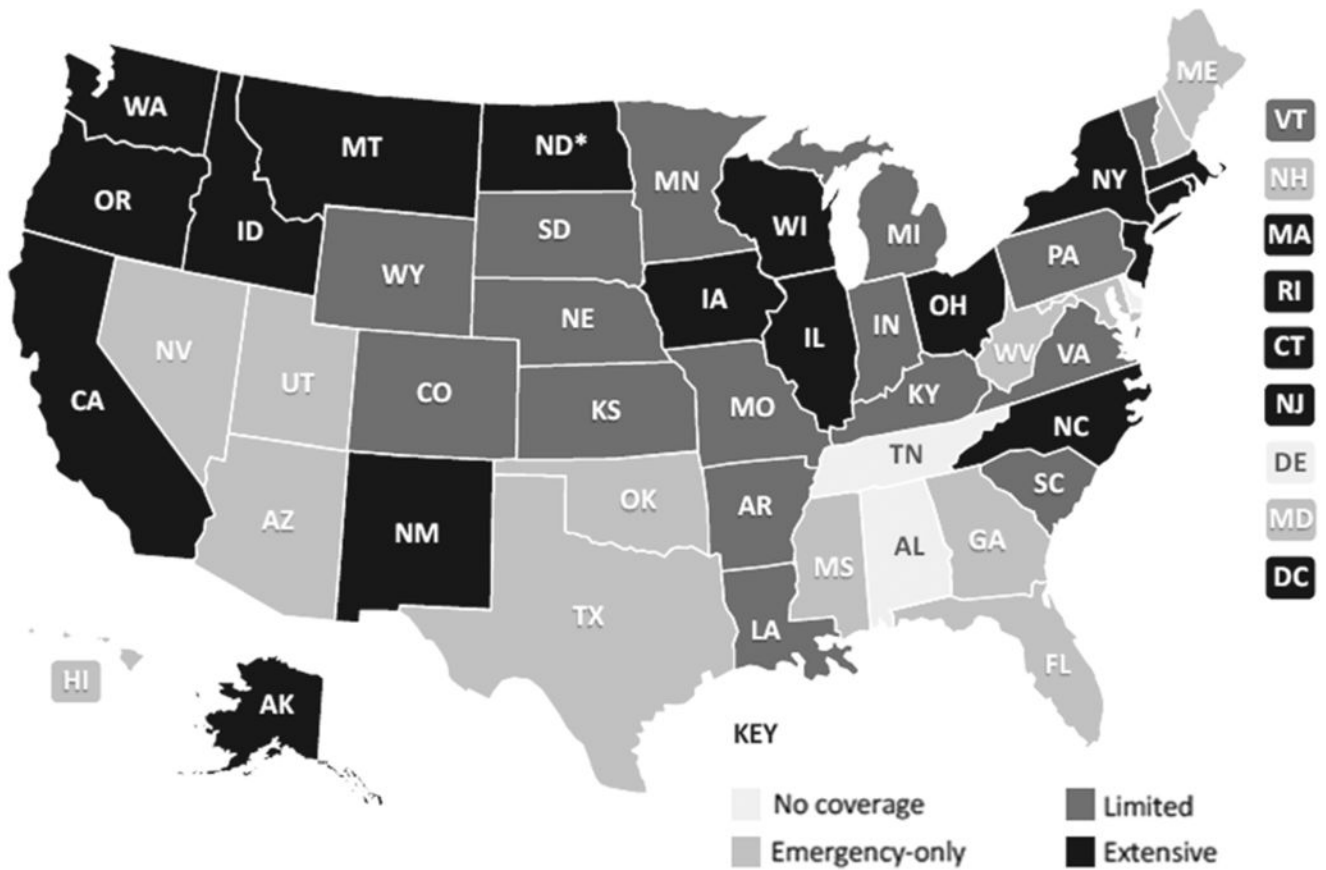 ME
WA
VT
MT
ND*
NH
MN
NY
OR
ID
WI
MA
SD
MI
PA
WY
RI
IA
OH
NE
IN
IL
CT
NV
WV
VA
UT
CO
KY
CA
KS
MO
NJ
NC
TN
DE
SC
OK
AR
AZ
MD
NM
AL
GA
MS
DC
TX
LA
HI
FL
AK
KEY
No coverage
Limited
Emergency-only
Extensive